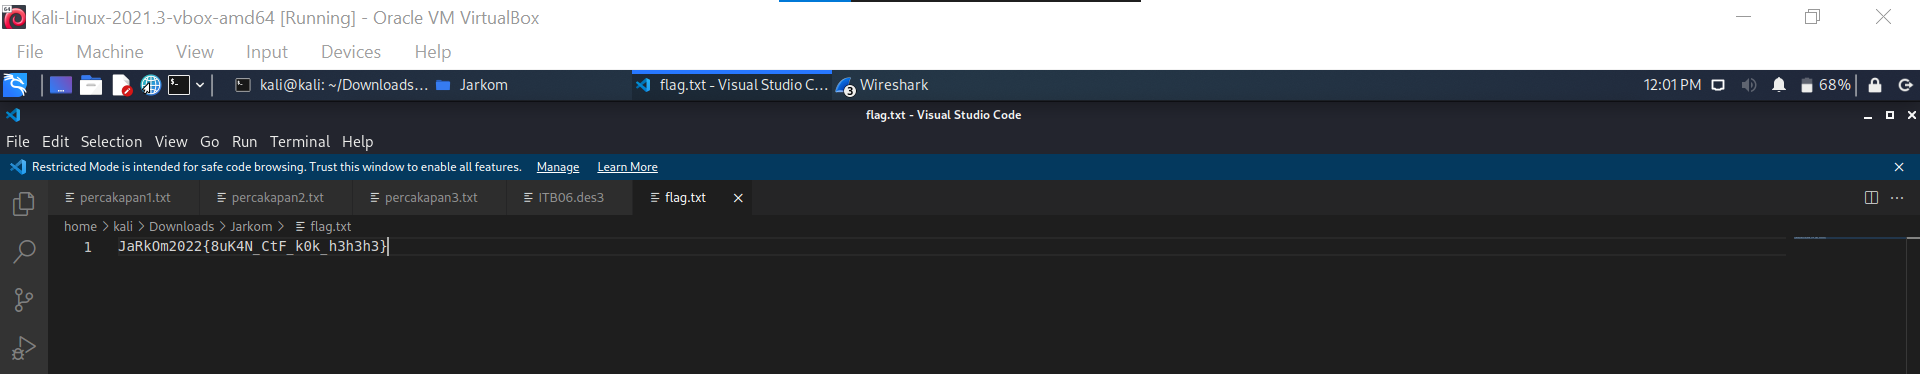 Kali-Linux-2021.3-vbox-amd64 [Running] - Oracle VM VirtualBox
File Machine View Input Devices Help
kali@kali: ~/Downloads... Jarkom flag.txt - Visual Studio C... 3 Wireshark 12:01 PM 68%
flag.txt - Visual Studio Code
File Edit Selection View Go Run Terminal Help
Restricted Mode is intended for safe code browsing. Trust this window to enable all features. Manage Learn More
percakapan1.txt percakapan2.txt percakapan3.txt ITB06.des3 flag.txt
home > kali > Downloads > Jarkom > flag.txt
1 JaRkOm2022{8uK4N_CtF_k0k_h3h3h3}